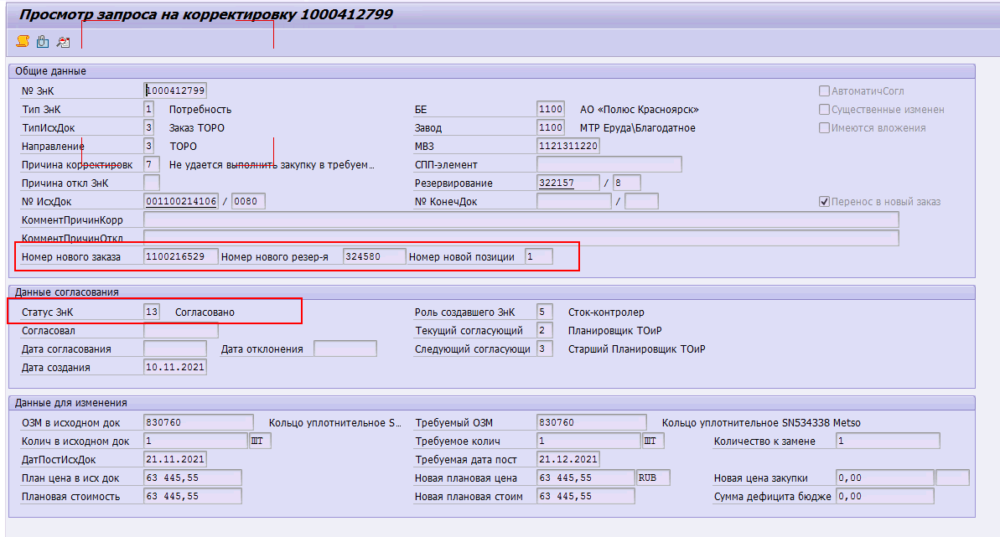 Просмотр запроса на корректировку 1000412799
Общие данные
№ ЗнК 1000412799 АвтоматичСогл
Тип ЗнК 1 Потребность БЕ 1100 АО «Полюс Красноярск» Существенные изменен
ТипИсхДок 3 Заказ ТОРО Завод 1100 МТР Еруда\Благодатное Имеются вложения
Направление 3 ТОРО МВЗ 1121311220
Причина корректировк 7 Не удается выполнить закупку в требуем... СПП-элемент
Причина откл ЗнК Резервирование 322157 / 8
№ ИсхДок 001100214106 / 0080 № КонечДок / Перенос в новый заказ
КомментПричинКорр
КомментПричинОткл
Номер нового заказа 1100216529 Номер нового резер-я 324580 Номер новой позиции 1
Данные согласования
Статус ЗнК 13 Согласовано Роль создавшего ЗнК 5 Сток-контролер
Согласовал Текущий согласующий 2 Планировщик ТОиР
Дата согласования Дата отклонения Следующий согласующи 3 Старший Планировщик ТОиР
Дата создания 10.11.2021
Данные для изменения
ОЗМ в исходном док 830760 Кольцо уплотнительное S... Требуемый ОЗМ 830760 Кольцо уплотнительное SN534338 Metso
Колич в исходном док 1 ШТ Требуемое колич 1 ШТ Количество к замене 1
ДатПостИсхДок 21.11.2021 Требуемая дата пост 21.12.2021
План цена в исх док 63 445,55 Новая плановая цена 63 445,55 RUB Новая цена закупки 0,00
Плановая стоимость 63 445,55 Новая плановая стоим 63 445,55 Сумма дефицита бюдже 0,00